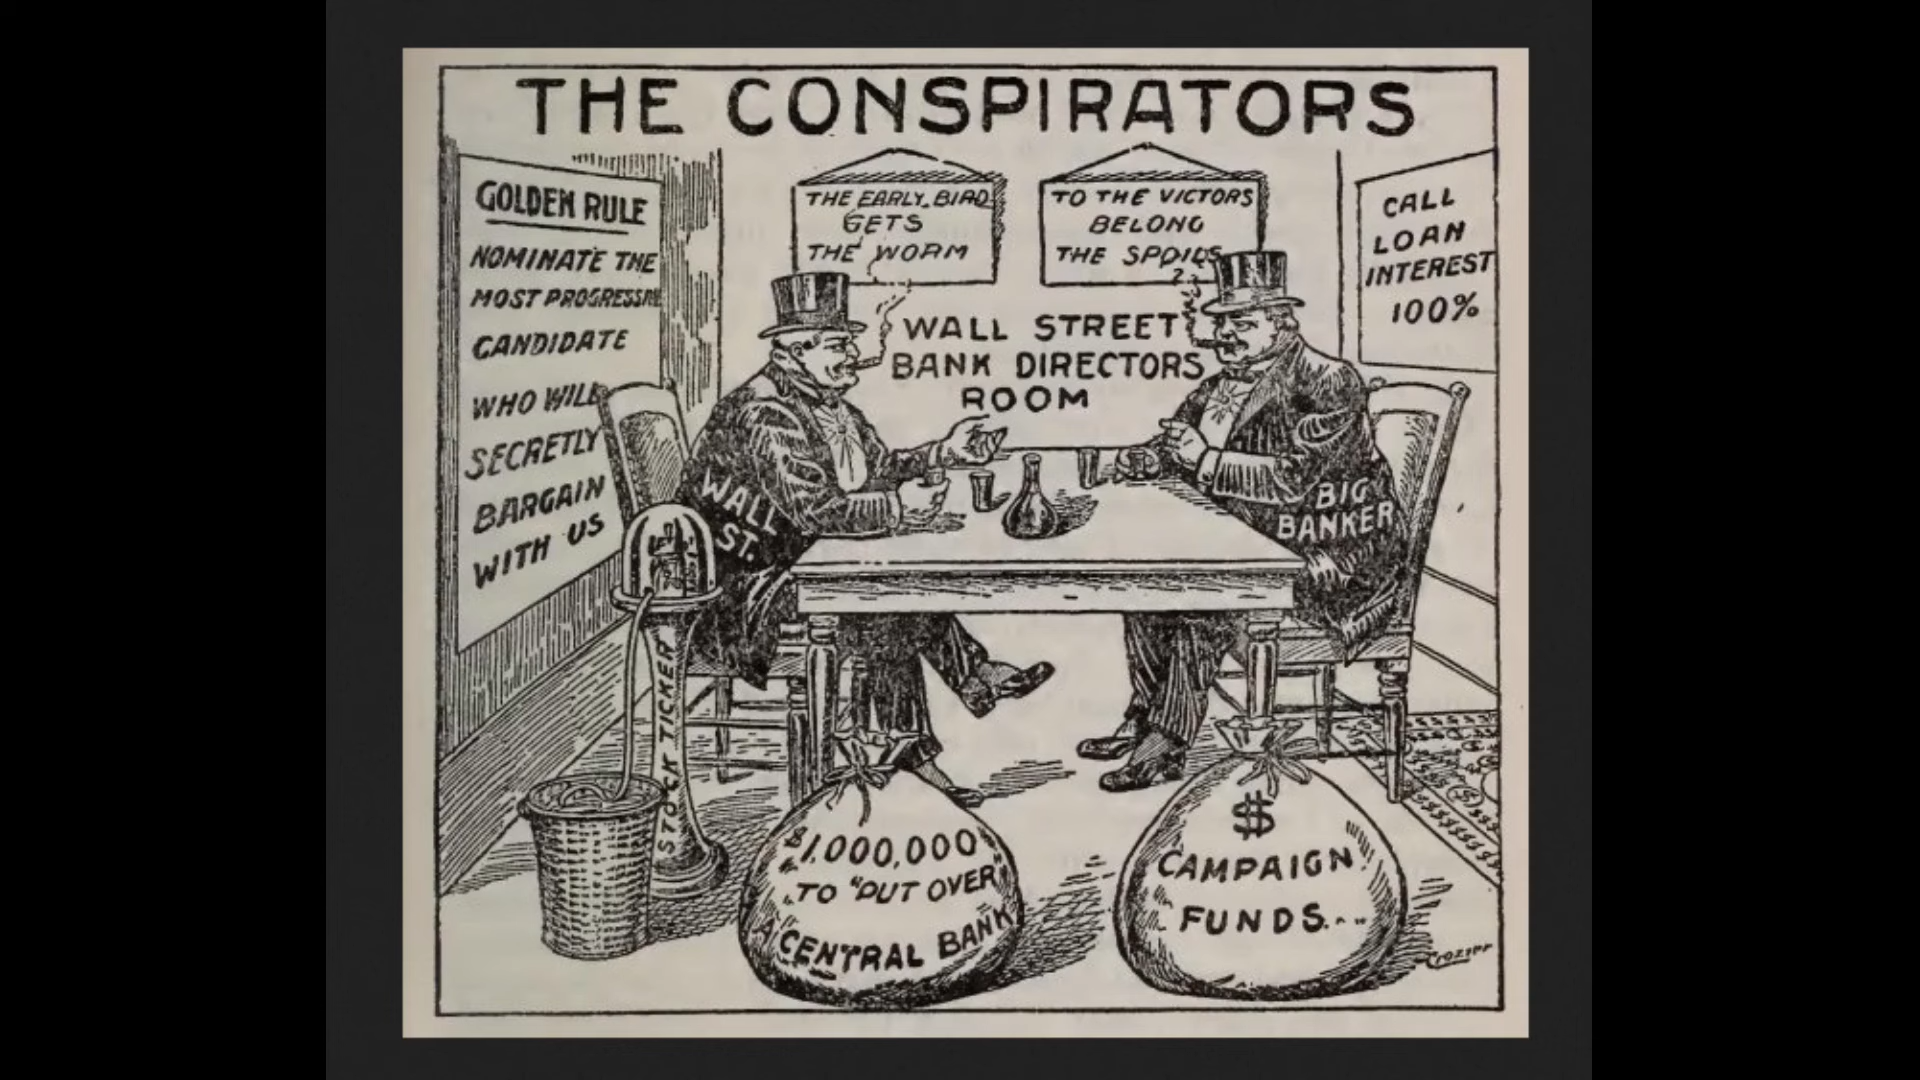 THE CONSPIRATORS
GOLDEN RULE
NOMINATE THE
MOST PROGRESSIVE
CANDIDATE
WHO WILL
SECRETLY
BARGAIN
WITH US
THE EARLY BIRD
GETS
THE WORM
TO THE VICTORS
BELONG
THE SPOILS
CALL
LOAN
INTEREST
100%
WALL STREET
BANK DIRECTORS
ROOM
WALL
ST.
BIG
BANKER
STOCK TICKER
$1,000,000
TO "PUT OVER"
A CENTRAL BANK
$
CAMPAIGN
FUNDS
Crozier